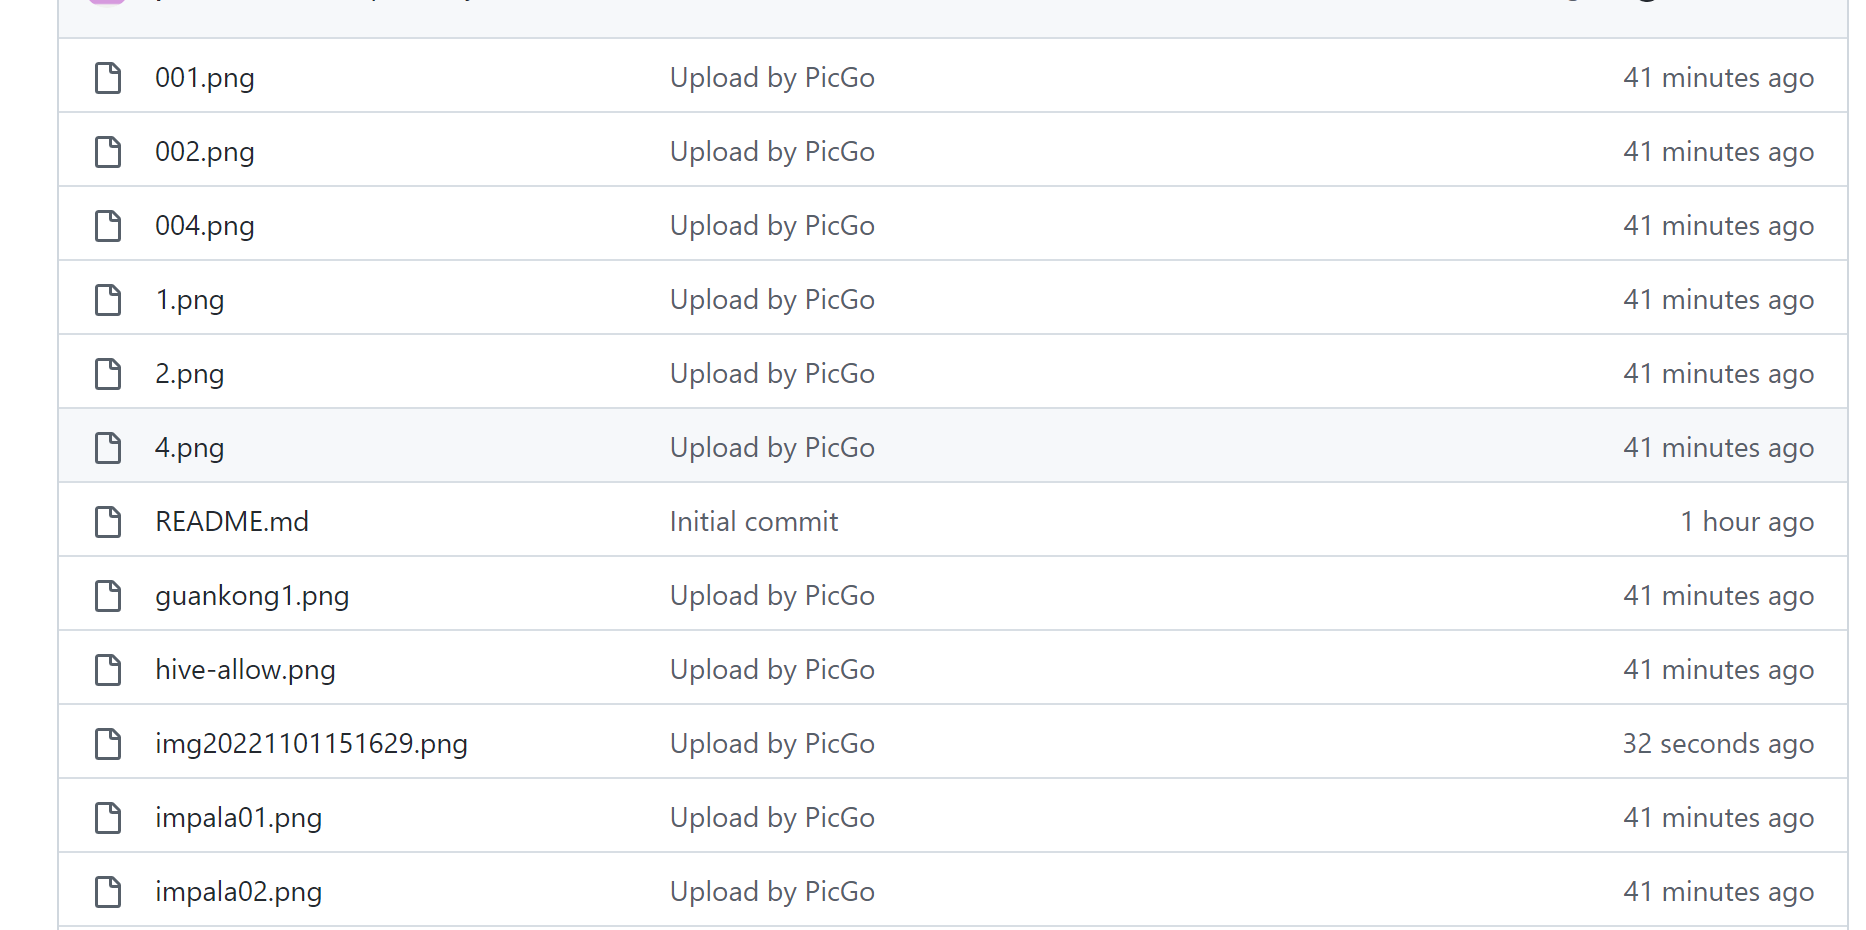 001.png Upload by PicGo 41 minutes ago
002.png Upload by PicGo 41 minutes ago
004.png Upload by PicGo 41 minutes ago
1.png Upload by PicGo 41 minutes ago
2.png Upload by PicGo 41 minutes ago
4.png Upload by PicGo 41 minutes ago
README.md Initial commit 1 hour ago
guankong1.png Upload by PicGo 41 minutes ago
hive-allow.png Upload by PicGo 41 minutes ago
img20221101151629.png Upload by PicGo 32 seconds ago
impala01.png Upload by PicGo 41 minutes ago
impala02.png Upload by PicGo 41 minutes ago